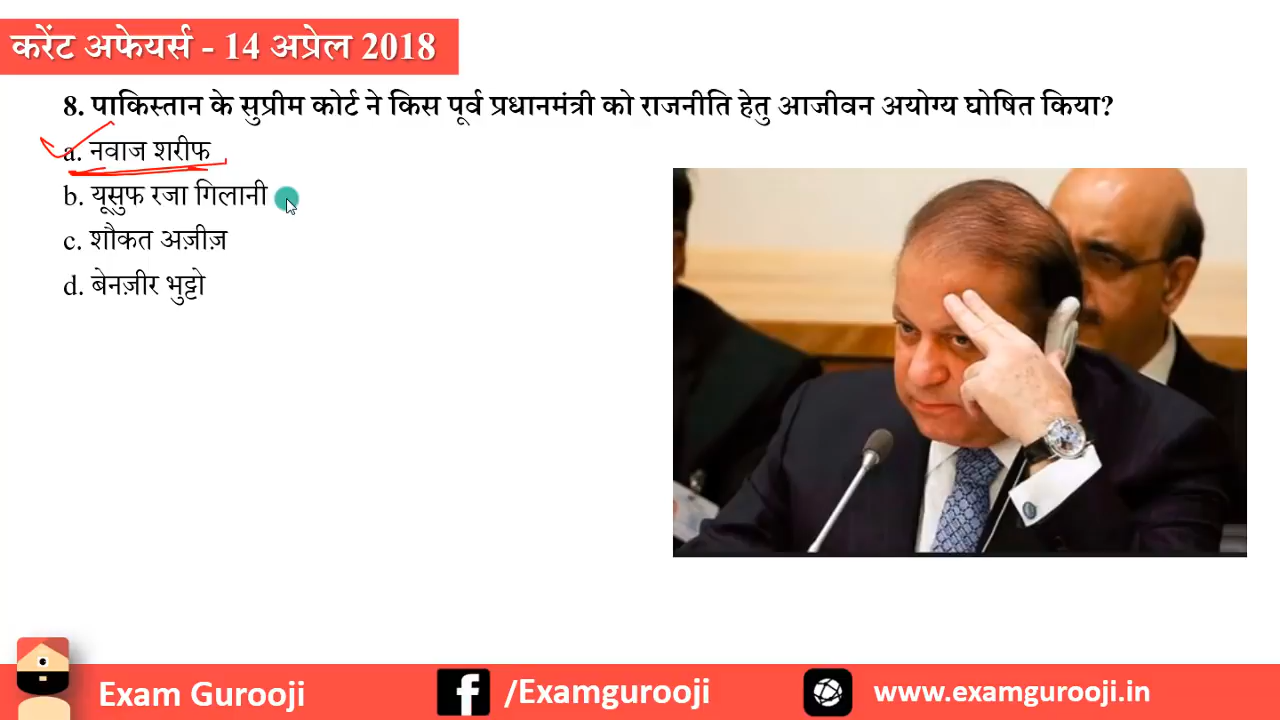 करेंट अफेयर्स - 14 अप्रेल 2018
8. पाकिस्तान के सुप्रीम कोर्ट ने किस पूर्व प्रधानमंत्री को राजनीति हेतु आजीवन अयोग्य घोषित किया?
a. नवाज शरीफ
b. यूसुफ रजा गिलानी
c. शौकत अज़ीज़
d. बेनज़ीर भुट्टो
Exam Gurooji
/Examgurooji
www.examgurooji.in